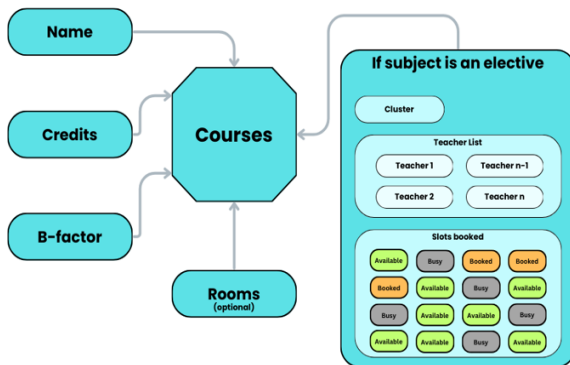 Name
Credits
B-factor
Courses
Rooms
(optional)
If subject is an elective
Cluster
Teacher List
Teacher 1
Teacher n-1
Teacher 2
Teacher n
Slots booked
Available
Busy
Booked
Booked
Booked
Available
Busy
Available
Busy
Available
Available
Busy
Available
Available
Busy
Available